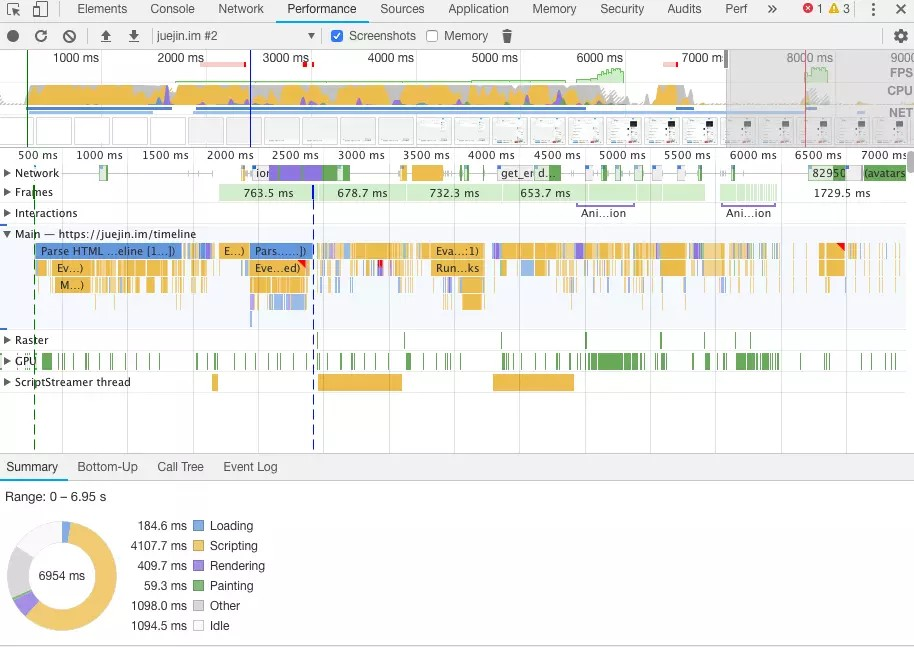 Elements Console Network Performance Sources Application Memory Security Audits Perf » 1 3
juejin.im #2 Screenshots Memory
1000 ms 2000 ms 3000 ms 4000 ms 5000 ms 6000 ms 7000 m 8000 ms 9000
FPS
CPU
NET
500 ms 1000 ms 1500 ms 2000 ms 2500 ms 3000 ms 3500 ms 4000 ms 4500 ms 5000 ms 5500 ms 6000 ms 6500 ms 7000 ms
Network ion get_en d... 82950 (avatars
Frames 763.5 ms 678.7 ms 732.3 ms 653.7 ms 1729.5 ms
Interactions Ani...ion Ani...ion
Main — https://juejin.im/timeline
Parse HTML ...eline [1...]) E...) Pars......]) Eva...:1)
Ev...) Eve...ed) Run...ks
M...)
Raster
GPU
ScriptStreamer thread
Summary Bottom-Up Call Tree Event Log
Range: 0 – 6.95 s
184.6 ms Loading
4107.7 ms Scripting
409.7 ms Rendering
6954 ms
59.3 ms Painting
1098.0 ms Other
1094.5 ms Idle